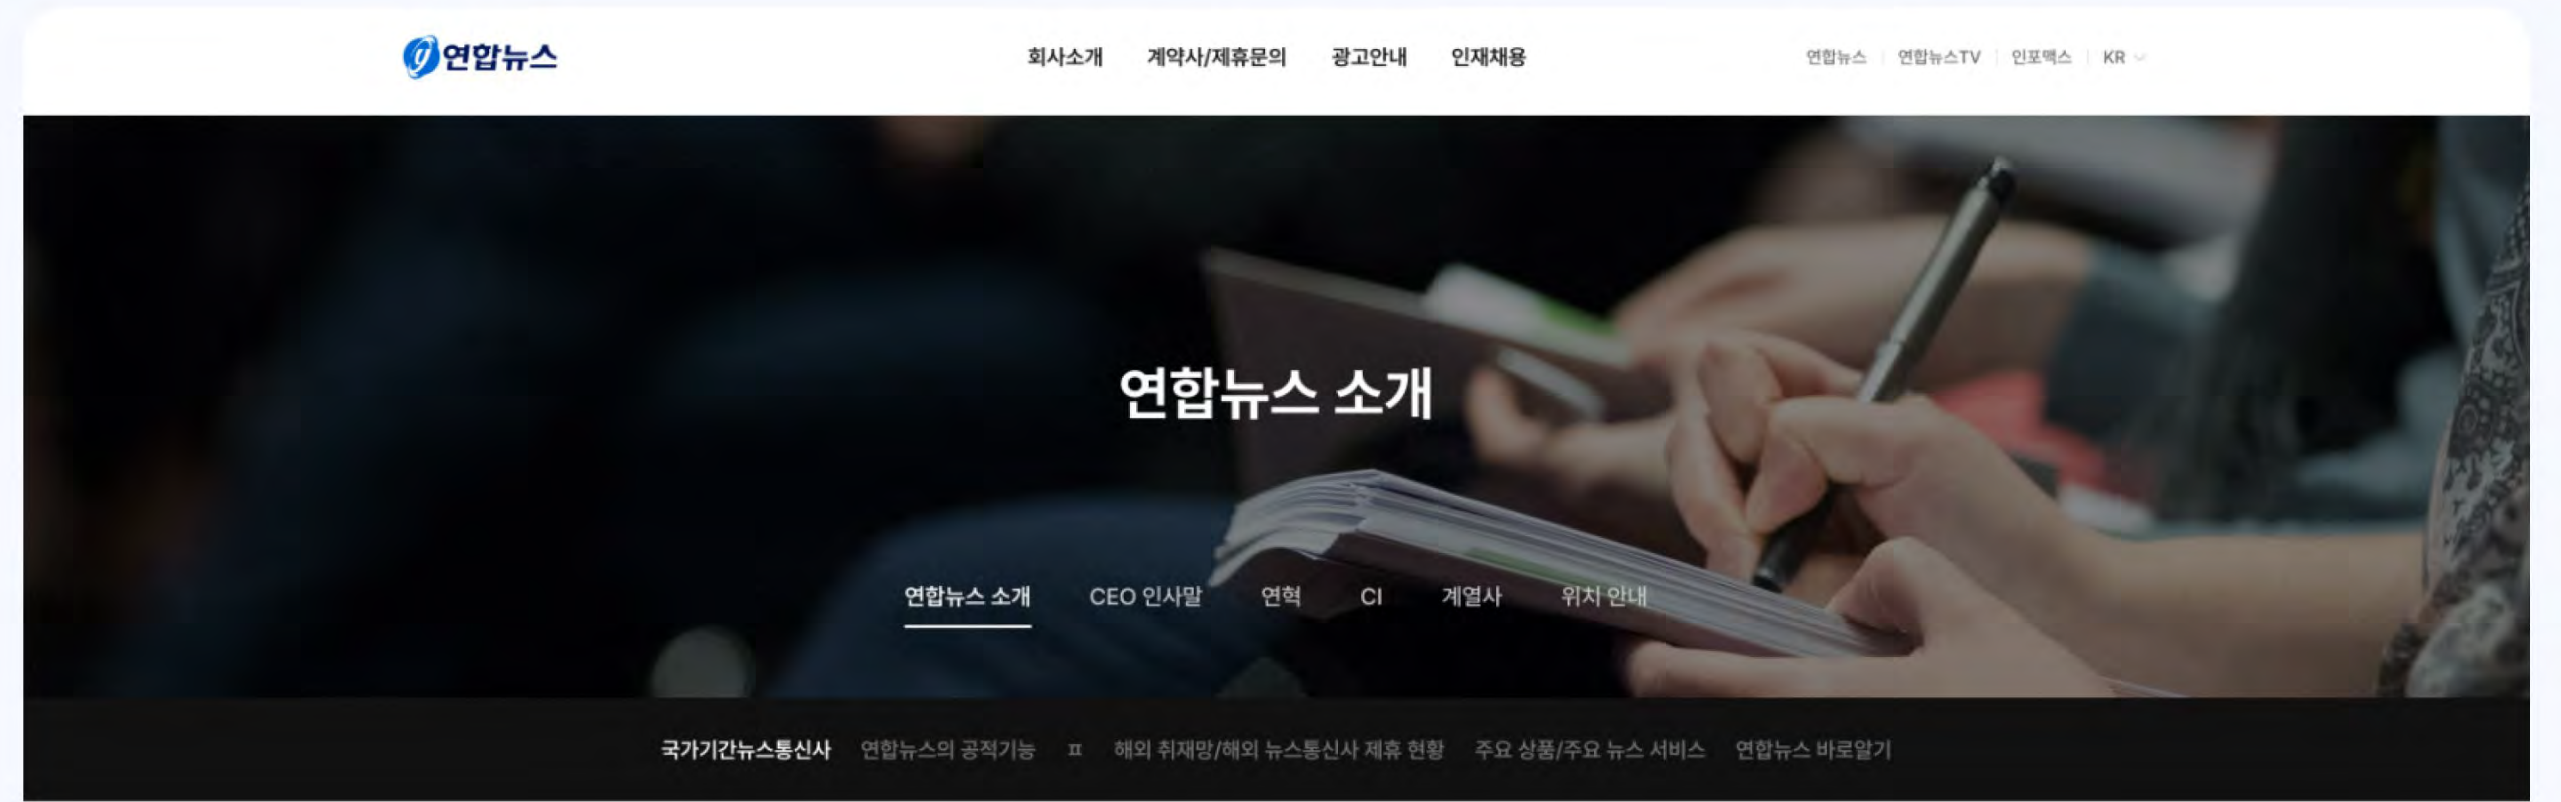 연합뉴스
회사소개 계약사/제휴문의 광고안내 인재채용
연합뉴스 연합뉴스TV 인포맥스 KR
연합뉴스 소개
연합뉴스 소개 CEO 인사말 연혁 CI 계열사 위치 안내
국가기간뉴스통신사 연합뉴스의 공적기능 ㅍ 해외 취재망/해외 뉴스통신사 제휴 현황 주요 상품/주요 뉴스 서비스 연합뉴스 바로알기